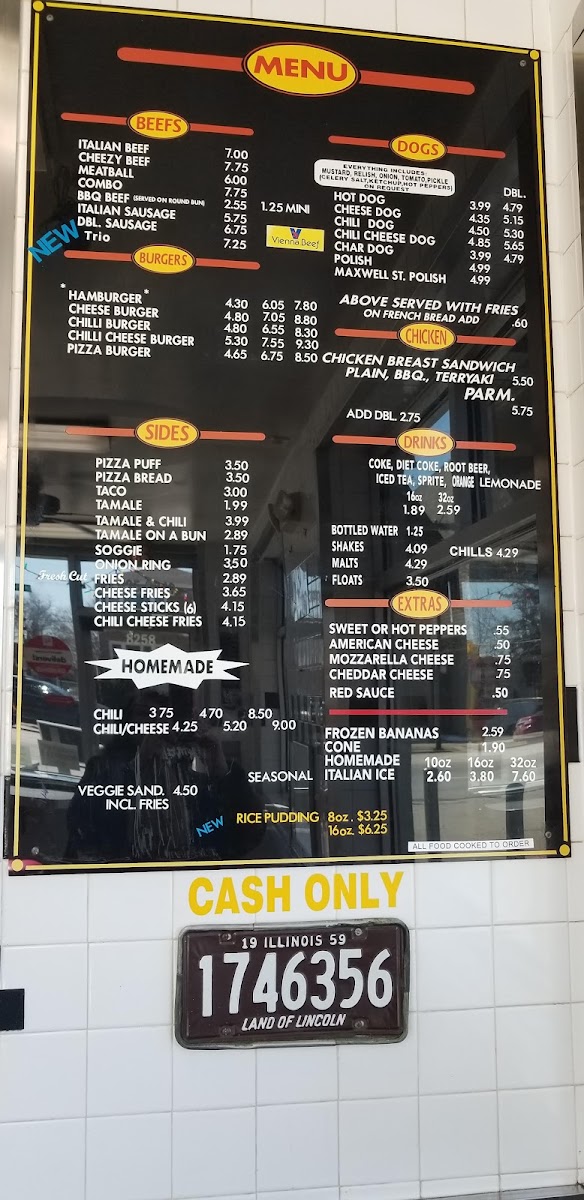 MENU
BEEFS
ITALIAN BEEF 7.00
CHEEZY BEEF 7.75
MEATBALL 6.00
COMBO 7.75
BBQ BEEF (SERVED ON ROUND BUN) 2.55 1.25 MINI
ITALIAN SAUSAGE 5.75
DBL. SAUSAGE 6.75
NEW Trio 7.25
Vienna Beef
BURGERS
*HAMBURGER* 4.30 6.05 7.80
CHEESE BURGER 4.80 7.05 8.80
CHILLI BURGER 4.80 6.55 8.30
CHILLI CHEESE BURGER 5.30 7.55 9.30
PIZZA BURGER 4.65 6.75 8.50
SIDES
PIZZA PUFF 3.50
PIZZA BREAD 3.50
TACO 3.00
TAMALE 1.99
TAMALE & CHILI 3.99
TAMALE ON A BUN 2.89
SOGGIE 1.75
ONION RING 3.50
Fresh Cut FRIES 2.89
CHEESE FRIES 3.65
CHEESE STICKS (6) 4.15
CHILI CHEESE FRIES 4.15
8258
HOMEMADE
CHILI 3 75 4 70 8.50
CHILI/CHEESE 4.25 5.20 9.00
VEGGIE SAND. 4.50
INCL. FRIES
DOGS
EVERYTHING INCLUDES:
MUSTARD, RELISH, ONION, TOMATO, PICKLE
(CELERY SALT, KETCHUP, HOT PEPPERS)
ON REQUEST
DBL.
HOT DOG 3.99 4.79
CHEESE DOG 4.35 5.15
CHILI DOG 4.50 5.30
CHILI CHEESE DOG 4.85 5.65
CHAR DOG 3.99 4.79
POLISH 4.99
MAXWELL ST. POLISH 4.99
ABOVE SERVED WITH FRIES
ON FRENCH BREAD ADD .60
CHICKEN
CHICKEN BREAST SANDWICH
PLAIN, BBQ., TERRYAKI 5.50
PARM. 5.75
ADD DBL. 2.75
DRINKS
COKE, DIET COKE, ROOT BEER,
ICED TEA, SPRITE, ORANGE LEMONADE
16oz 32oz
1.89 2.59
BOTTLED WATER 1.25
SHAKES 4.09 CHILLS 4.29
MALTS 4.29
FLOATS 3.50
EXTRAS
SWEET OR HOT PEPPERS .55
AMERICAN CHEESE .50
MOZZARELLA CHEESE .75
CHEDDAR CHEESE .75
RED SAUCE .50
FROZEN BANANAS 2.59
CONE 1.90
HOMEMADE 10oz 16oz 32oz
SEASONAL ITALIAN ICE 2.60 3.80 7.60
NEW RICE PUDDING 8oz. $3.25
16oz. $6.25
ALL FOOD COOKED TO ORDER
CASH ONLY
19 ILLINOIS 59
1746356
LAND OF LINCOLN